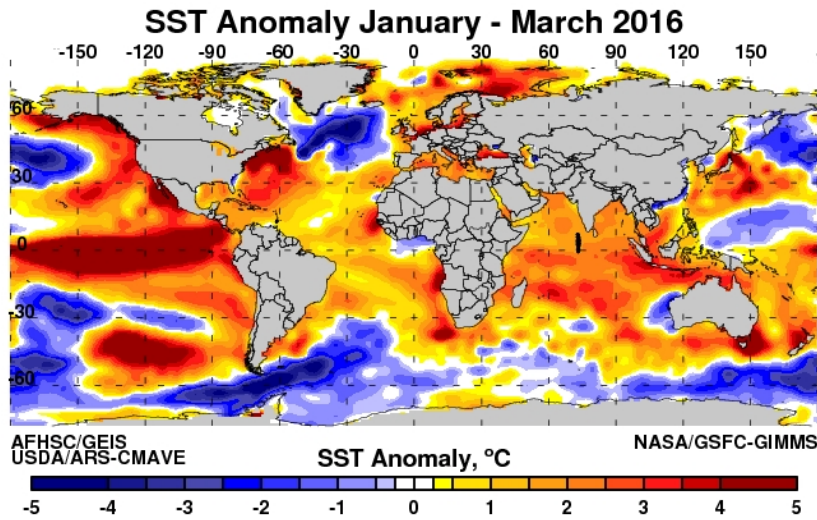 SST Anomaly January - March 2016
-150 -120 -90 -60 -30 0 30 60 90 120 150
60
30
0
-30
-60
AFHSC/GEIS
USDA/ARS-CMAVE
NASA/GSFC-GIMMS
SST Anomaly, ºC
-5 -4 -3 -2 -1 0 1 2 3 4 5